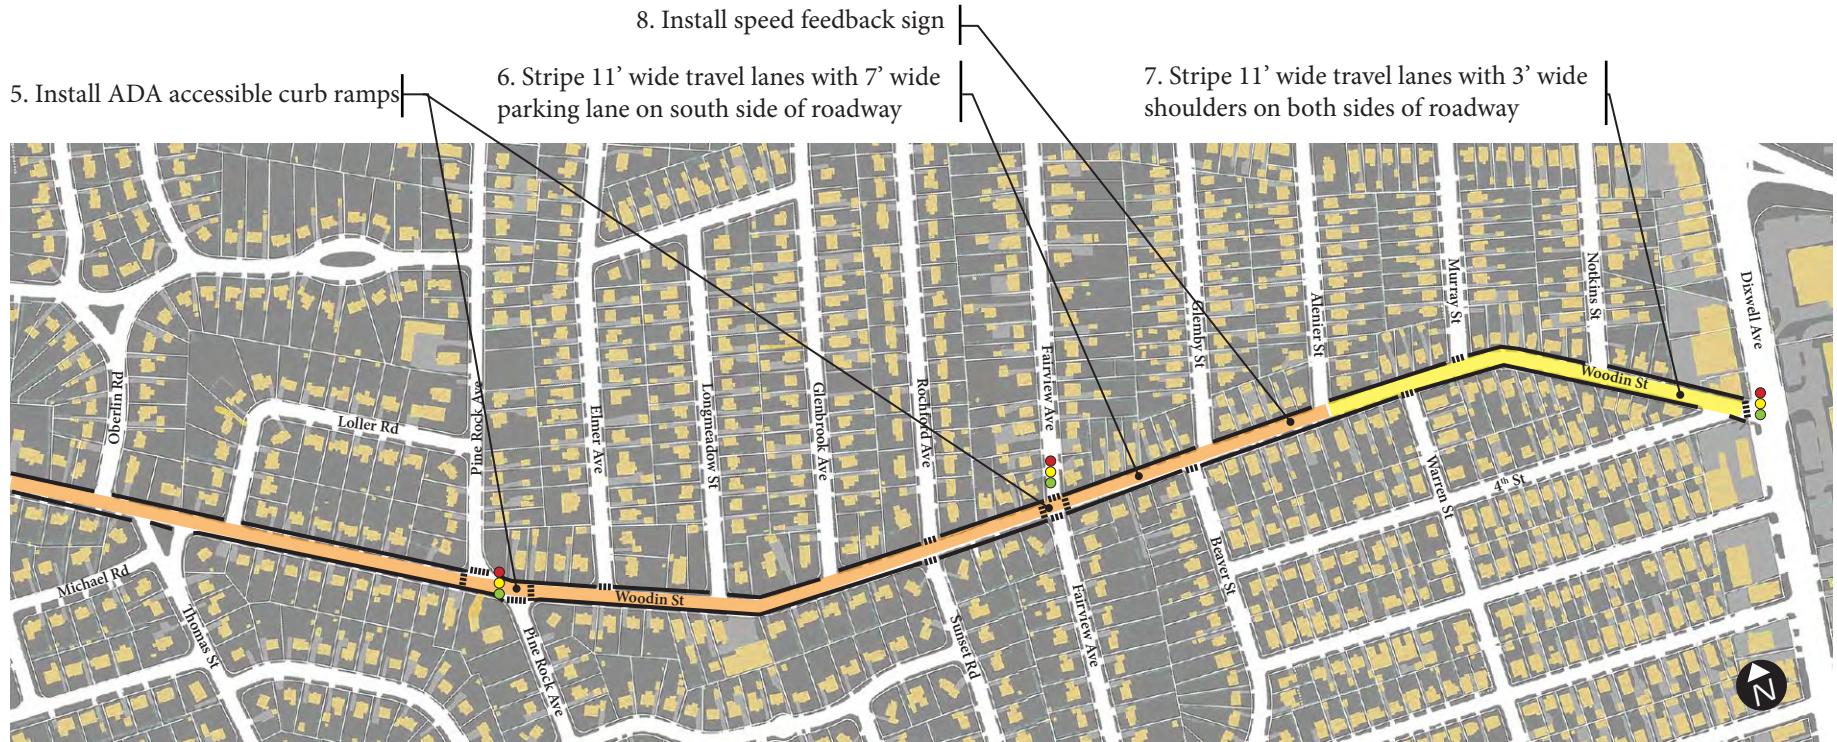 8. Install speed feedback sign
5. Install ADA accessible curb ramps
6. Stripe 11’ wide travel lanes with 7’ wide
parking lane on south side of roadway
7. Stripe 11’ wide travel lanes with 3’ wide
shoulders on both sides of roadway
Oberlin Rd
Loller Rd
Pine Rock Ave
Elmer Ave
Longmeadow St
Glenbrook Ave
Rochford Ave
Fairview Ave
Glemby St
Alenier St
Murray St
Notkins St
Dixwell Ave
Woodin St
Woodin St
Michael Rd
Thomas St
Pine Rock Ave
Sunset Rd
Fairview Ave
Beaver St
Warren St
4th St
N